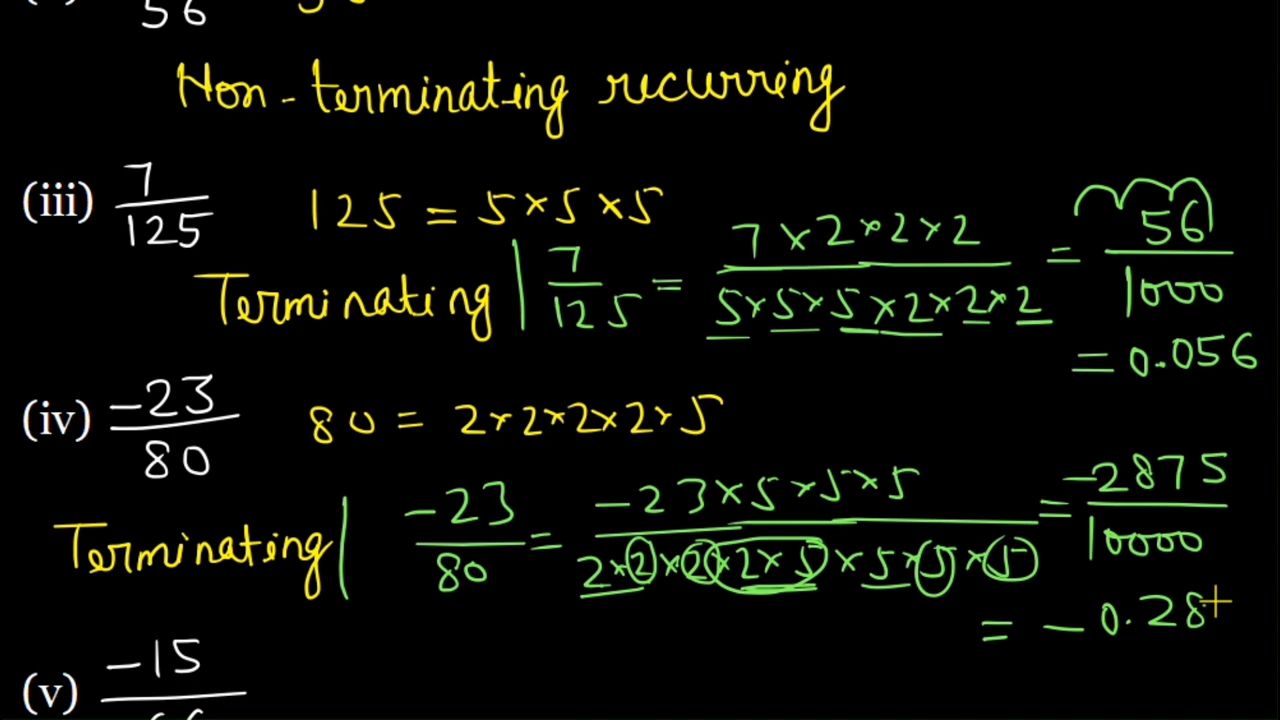 56
Non-terminating recurring
(iii) 7/125 125 = 5×5×5
Terminating | 7/125 = 7×2×2×2/5×5×5×2×2×2 = 56/1000
= 0.056
(iv) -23/80 80 = 2×2×2×2×5
Terminating | -23/80 = -23×5×5×5/2×2×2×2×5×5×5×5 = -2875/10000
= -0.28
(v) -15